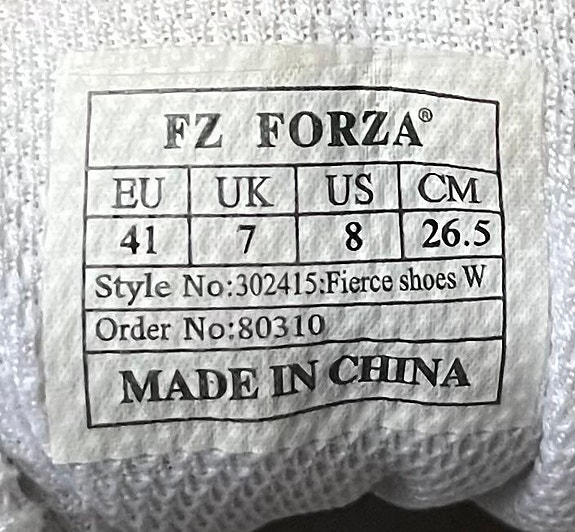 FZ FORZA®
EU UK US CM
41 7 8 26.5
Style No:302415:Fierce shoes W
Order No:80310
MADE IN CHINA